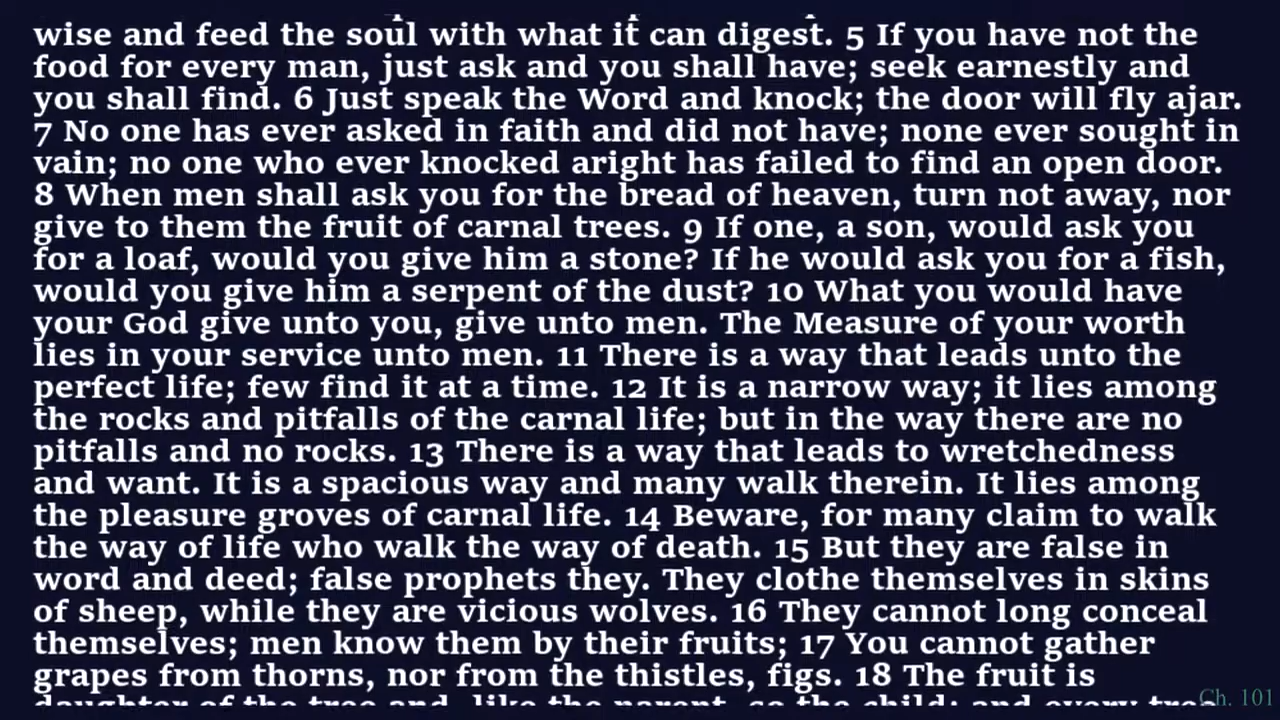 wise and feed the soul with what it can digest. 5 If you have not the
food for every man, just ask and you shall have; seek earnestly and
you shall find. 6 Just speak the Word and knock; the door will fly ajar.
7 No one has ever asked in faith and did not have; none ever sought in
vain; no one who ever knocked aright has failed to find an open door.
8 When men shall ask you for the bread of heaven, turn not away, nor
give to them the fruit of carnal trees. 9 If one, a son, would ask you
for a loaf, would you give him a stone? If he would ask you for a fish,
would you give him a serpent of the dust? 10 What you would have
your God give unto you, give unto men. The Measure of your worth
lies in your service unto men. 11 There is a way that leads unto the
perfect life; few find it at a time. 12 It is a narrow way; it lies among
the rocks and pitfalls of the carnal life; but in the way there are no
pitfalls and no rocks. 13 There is a way that leads to wretchedness
and want. It is a spacious way and many walk therein. It lies among
the pleasure groves of carnal life. 14 Beware, for many claim to walk
the way of life who walk the way of death. 15 But they are false in
word and deed; false prophets they. They clothe themselves in skins
of sheep, while they are vicious wolves. 16 They cannot long conceal
themselves; men know them by their fruits; 17 You cannot gather
grapes from thorns, nor from the thistles, figs. 18 The fruit is
daughter of the tree and, like the parent, so the child; and every tree
Ch. 101